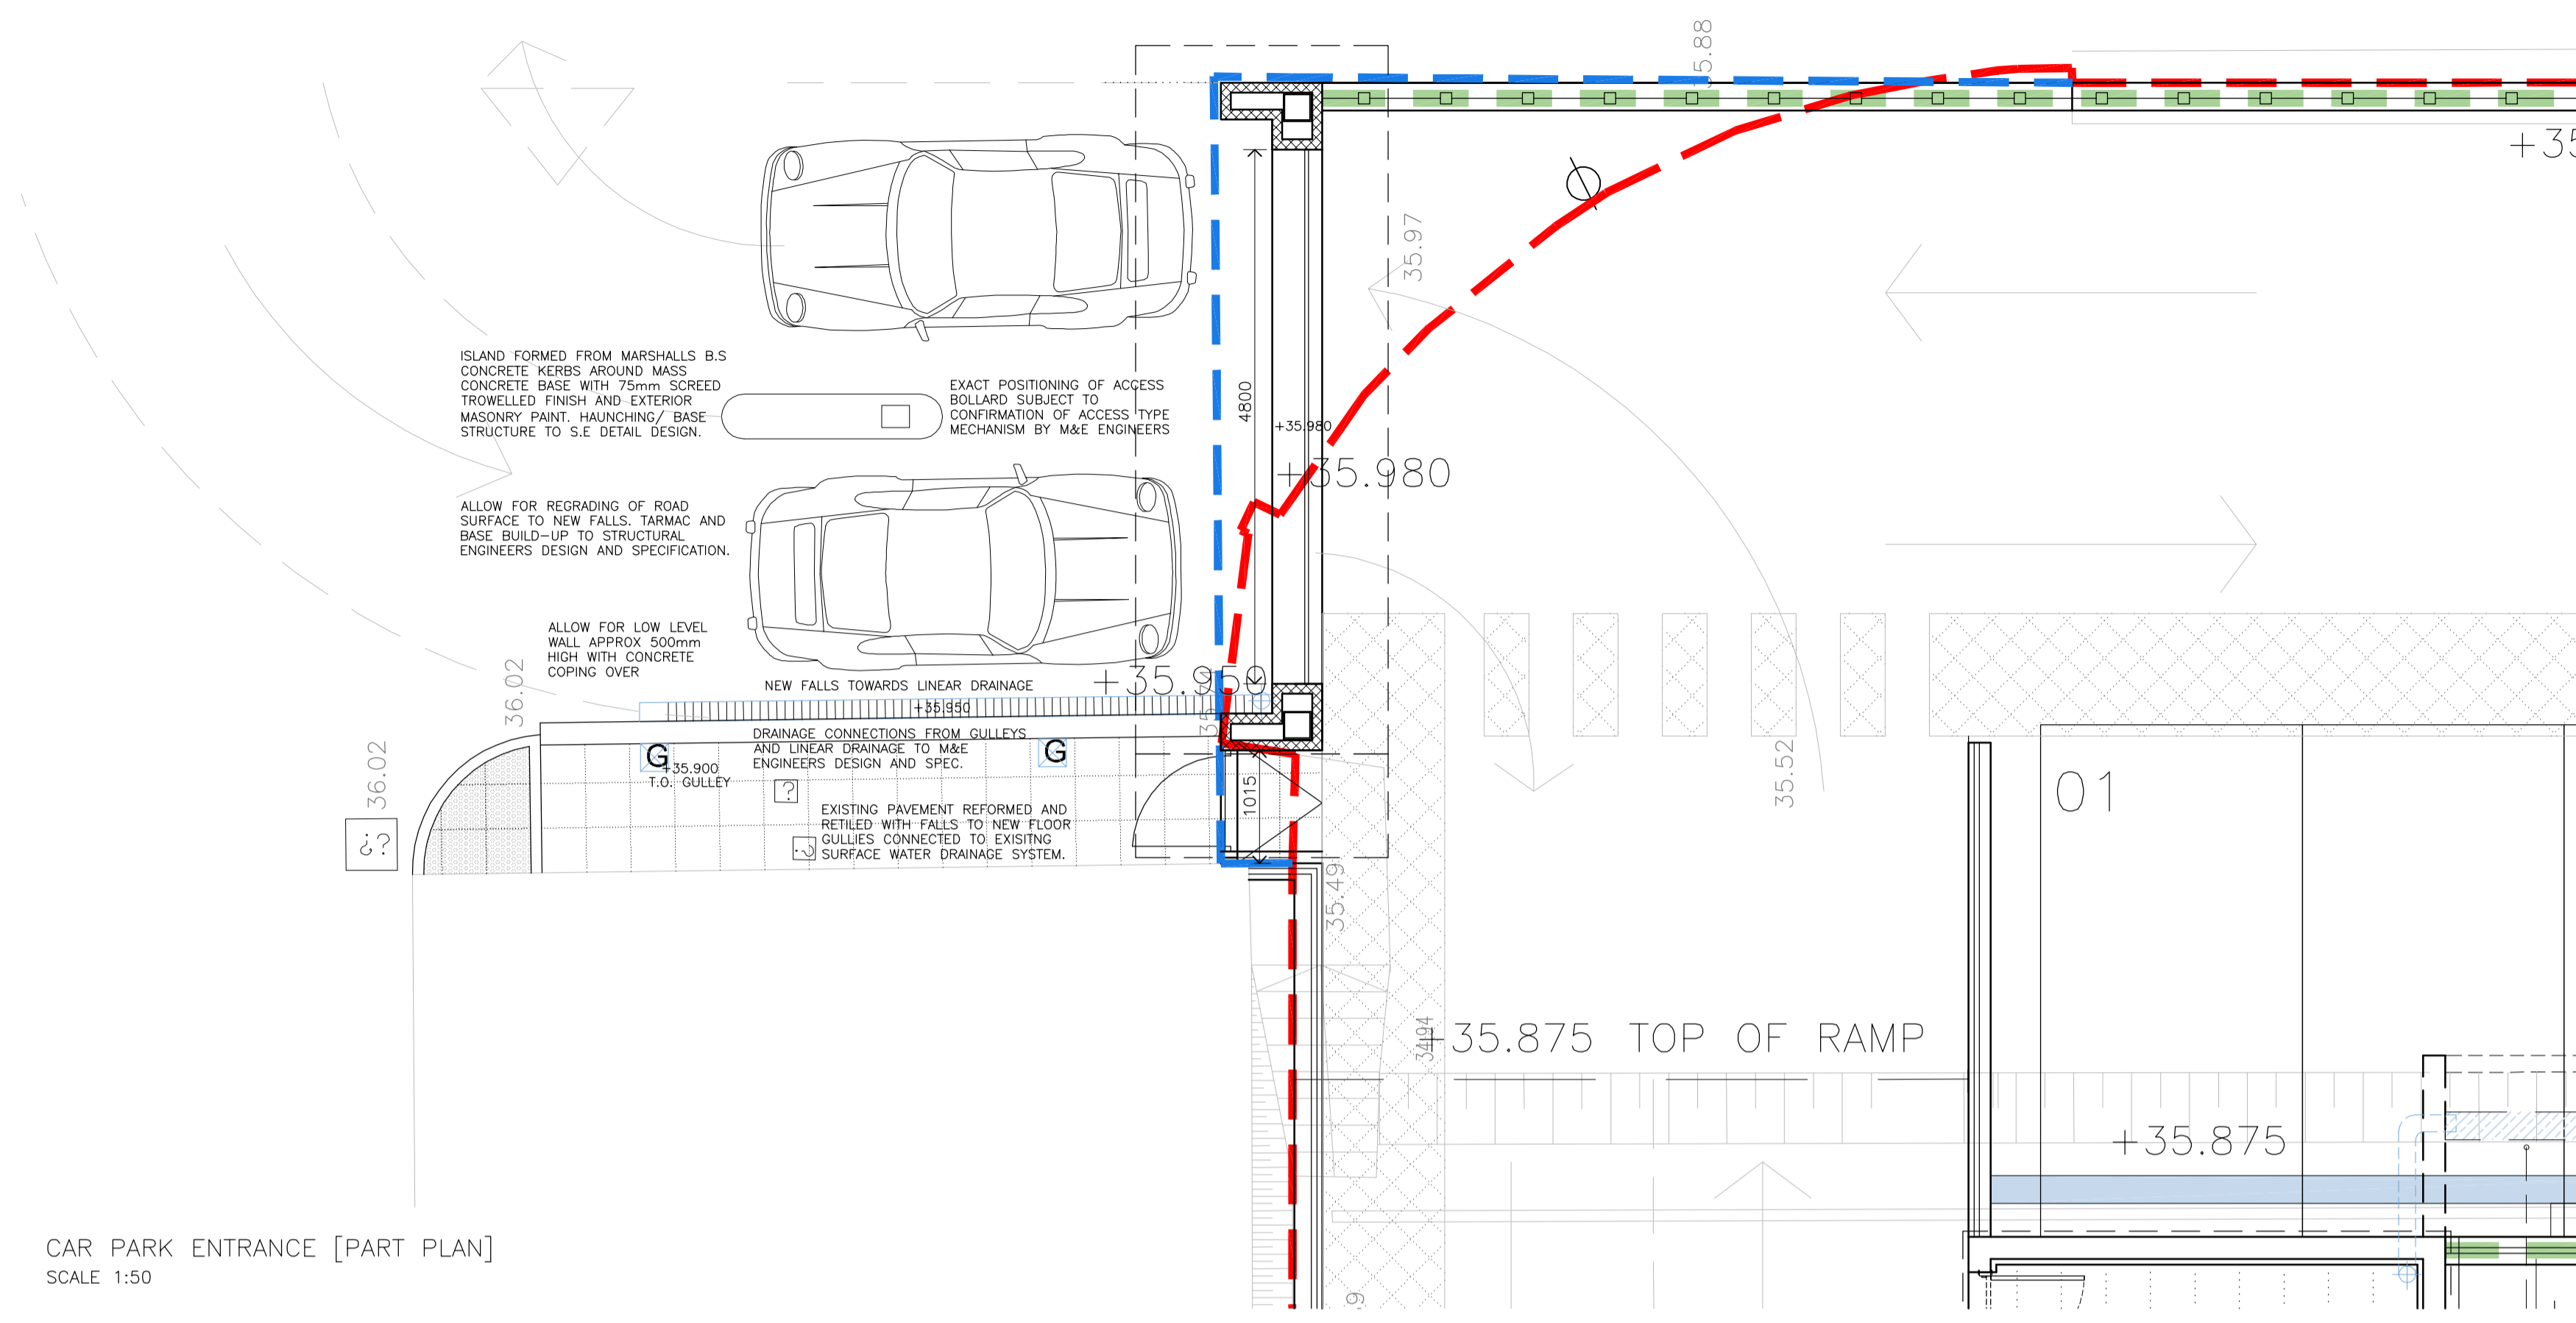 35.88
+35
35.97
ISLAND FORMED FROM MARSHALLS B.S
CONCRETE KERBS AROUND MASS
CONCRETE BASE WITH 75mm SCREED
TROWELLED FINISH AND EXTERIOR
MASONRY PAINT. HAUNCHING/ BASE
STRUCTURE TO S.E DETAIL DESIGN.
EXACT POSITIONING OF ACCESS
BOLLARD SUBJECT TO
CONFIRMATION OF ACCESS TYPE
MECHANISM BY M&E ENGINEERS
4800
+35.980
+35.980
ALLOW FOR REGRADING OF ROAD
SURFACE TO NEW FALLS. TARMAC AND
BASE BUILD-UP TO STRUCTURAL
ENGINEERS DESIGN AND SPECIFICATION.
ALLOW FOR LOW LEVEL
WALL APPROX 500mm
HIGH WITH CONCRETE
COPING OVER
36.02
NEW FALLS TOWARDS LINEAR DRAINAGE
+35.950
+35.950
DRAINAGE CONNECTIONS FROM GULLEYS
AND LINEAR DRAINAGE TO M&E
ENGINEERS DESIGN AND SPEC.
G
G
+35.900
T.O. GULLEY
36.02
?
1015
35.52
01
EXISTING PAVEMENT REFORMED AND
RETILED WITH FALLS TO NEW FLOOR
GULLIES CONNECTED TO EXISITNG
SURFACE WATER DRAINAGE SYSTEM.
¿?
35.49
34.94
+35.875 TOP OF RAMP
+35.875
CAR PARK ENTRANCE [PART PLAN]
SCALE 1:50